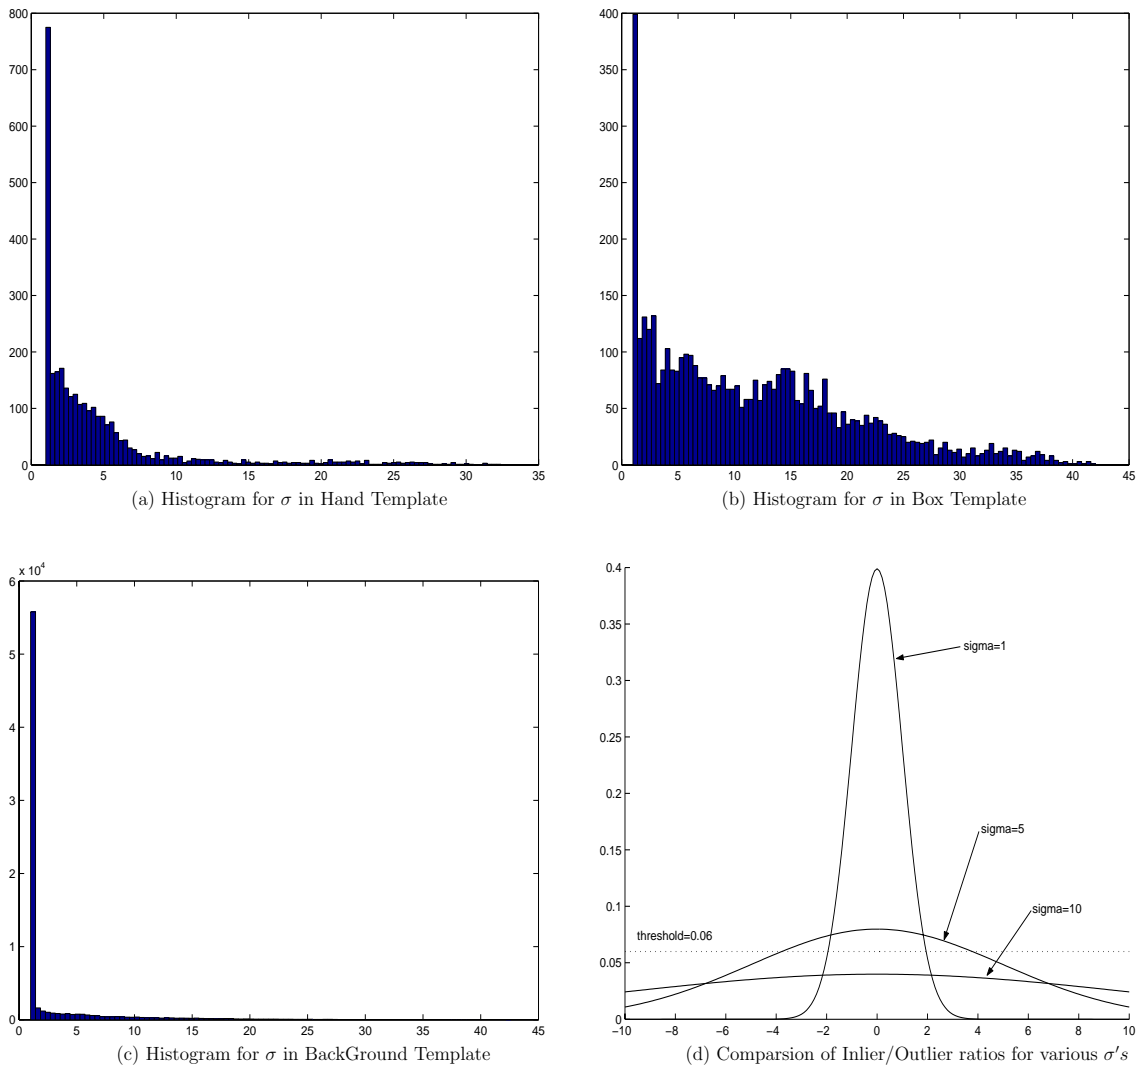 800
700
600
500
400
300
200
100
0
0 5 10 15 20 25 30 35
(a) Histogram for σ in Hand Template
400
350
300
250
200
150
100
50
0
0 5 10 15 20 25 30 35 40 45
(b) Histogram for σ in Box Template
x 10^4
6
5
4
3
2
1
0
0 5 10 15 20 25 30 35 40 45
(c) Histogram for σ in BackGround Template
0.4
0.35
0.3
0.25
0.2
0.15
0.1
0.05
0
sigma=1
sigma=5
sigma=10
threshold=0.06
−10 −8 −6 −4 −2 0 2 4 6 8 10
(d) Comparsion of Inlier/Outlier ratios for various σ's